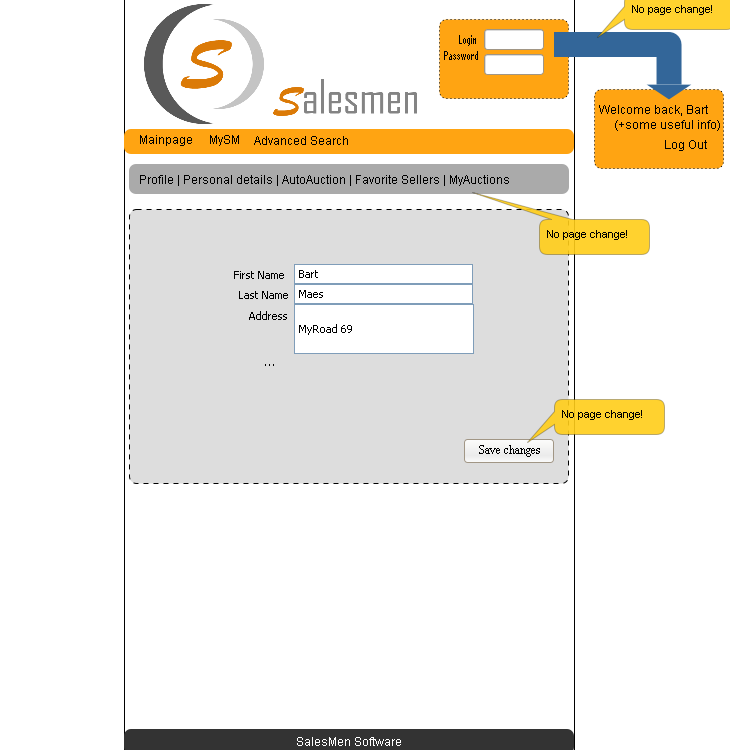 No page change!
Login
Password
S
Salesmen
Welcome back, Bart
(+some useful info)
Log Out
Mainpage MySM Advanced Search
Profile | Personal details | AutoAuction | Favorite Sellers | MyAuctions
No page change!
First Name Bart
Last Name Maes
Address
MyRoad 69
...
No page change!
Save changes
SalesMen Software